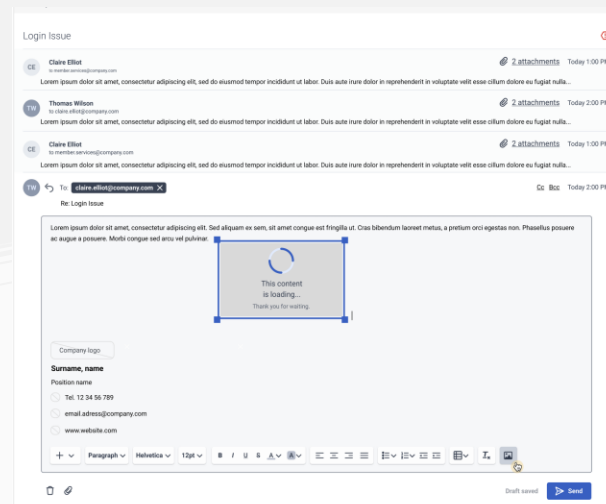 Login Issue
CE Claire Elliot 2 attachments Today 1:00 PM
to member.services@company.com
Lorem ipsum dolor sit amet, consectetur adipiscing elit, sed do eiusmod tempor incididunt ut labor. Duis aute irure dolor in reprehenderit in voluptate velit esse cillum dolore eu fugiat nulla...
TW Thomas Wilson 2 attachments Today 2:00 PM
to claire.elliot@company.com
Lorem ipsum dolor sit amet, consectetur adipiscing elit, sed do eiusmod tempor incididunt ut labor. Duis aute irure dolor in reprehenderit in voluptate velit esse cillum dolore eu fugiat nulla...
CE Claire Elliot 2 attachments Today 1:00 PM
to member.services@company.com
Lorem ipsum dolor sit amet, consectetur adipiscing elit, sed do eiusmod tempor incididunt ut labor. Duis aute irure dolor in reprehenderit in voluptate velit esse cillum dolore eu fugiat nulla...
TW To: claire.elliot@company.com X Cc Bcc Today 2:00 PM
Re: Login Issue
Lorem ipsum dolor sit amet, consectetur adipiscing elit. Sed aliquam ex sem, sit amet congue est fringilla ut. Cras bibendum laoreet metus, a pretium orci egestas non. Phasellus posuere
ac augue a posuere. Morbi congue sed arcu vel pulvinar.
This content
is loading...
Thank you for waiting.
Company logo
Surname, name
Position name
Tel. 12 34 56 789
email.adress@company.com
www.website.com
Paragraph Helvetica 12pt B I U S A A
Draft saved Send